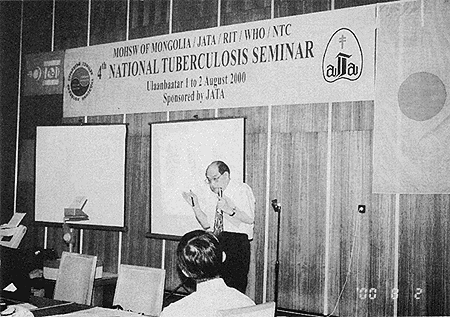 MOHSW OF MONGOLIA / JATA / RIT / WHO / NTC
4th NATIONAL TUBERCULOSIS SEMINAR
Ulaanbaatar 1 to 2 August 2000
Sponsored by JATA
JATA
'00 8 2